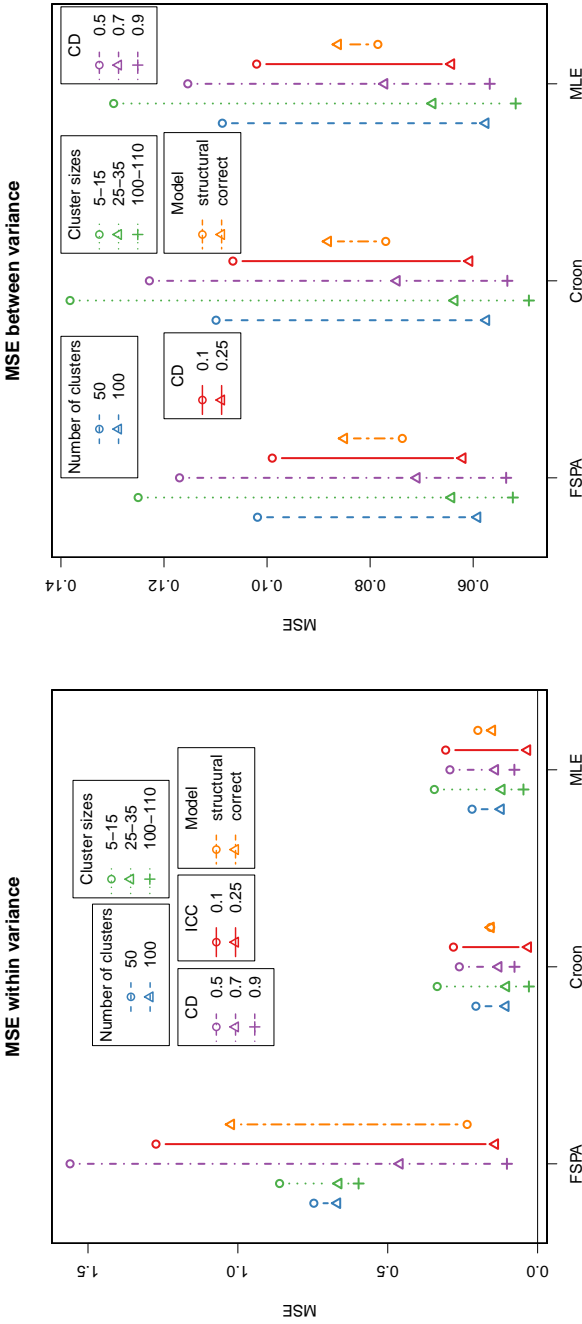 MSE within variance
MSE
0.0
0.5
1.0
1.5
FSPA
Croon
MLE
Number of clusters
50
100
Cluster sizes
5−15
25−35
100−110
CD
0.5
0.7
0.9
ICC
0.1
0.25
Model
structural
correct
MSE between variance
MSE
0.06
0.08
0.10
0.12
0.14
FSPA
Croon
MLE
Number of clusters
50
100
Cluster sizes
5−15
25−35
100−110
CD
0.5
0.7
0.9
CD
0.1
0.25
Model
structural
correct